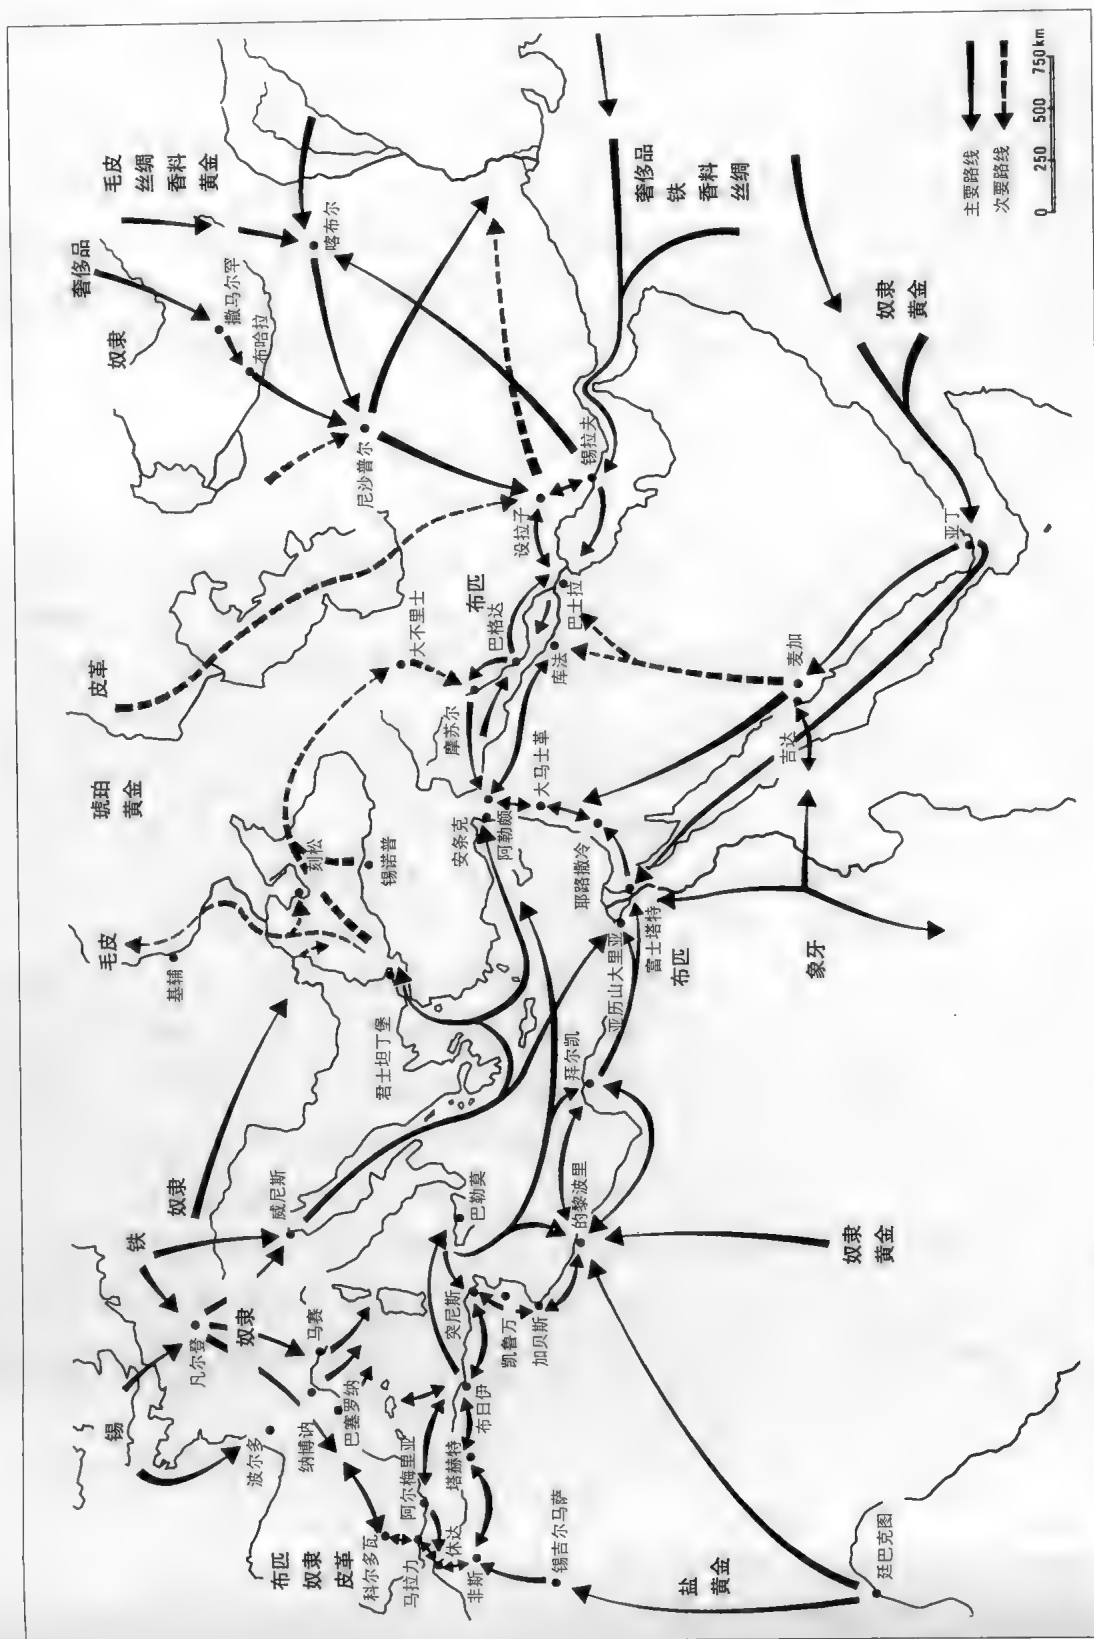 锡
铁
奴隶
毛皮
琥珀
黄金
皮革
奴隶
奢侈品
毛皮
丝绸
香料
黄金
凡尔登
奴隶
威尼斯
基辅
刻松
锡诺普
君士坦丁堡
大不里士
撒马尔罕
布哈拉
喀布尔
尼沙普尔
波尔多
纳博讷
马赛
巴塞罗纳
布匹
奴隶
皮革
科尔多瓦
马拉力
阿尔梅里亚
休达
非斯
塔赫特
布日伊
突尼斯
巴勒莫
凯鲁万
加贝斯
的黎波里
拜尔凯
亚历山大里亚
富士塔特
布匹
耶路撒冷
大马士革
安条克
阿勒颇
摩苏尔
巴格达
布匹
库法
巴士拉
设拉子
锡拉夫
奢侈品
铁
香料
丝绸
锡吉尔马萨
盐
黄金
廷巴克图
奴隶
黄金
象牙
吉达
麦加
亚丁
奴隶
黄金
主要路线
次要路线
0 250 500 750km